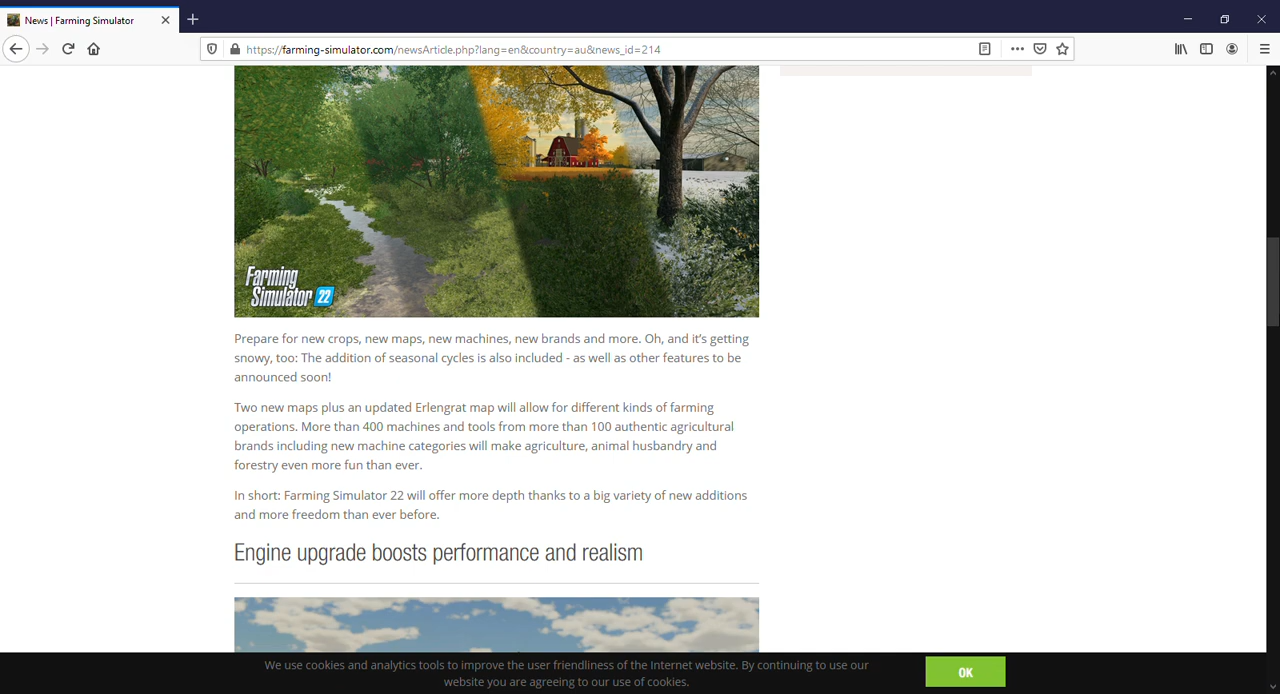 News | Farming Simulator
https://farming-simulator.com/newsArticle.php?lang=en&country=au&news_id=214
Farming
Simulator 22
Prepare for new crops, new maps, new machines, new brands and more. Oh, and it’s getting
snowy, too: The addition of seasonal cycles is also included - as well as other features to be
announced soon!
Two new maps plus an updated Erlengrat map will allow for different kinds of farming
operations. More than 400 machines and tools from more than 100 authentic agricultural
brands including new machine categories will make agriculture, animal husbandry and
forestry even more fun than ever.
In short: Farming Simulator 22 will offer more depth thanks to a big variety of new additions
and more freedom than ever before.
Engine upgrade boosts performance and realism
We use cookies and analytics tools to improve the user friendliness of the Internet website. By continuing to use our
website you are agreeing to our use of cookies.
OK